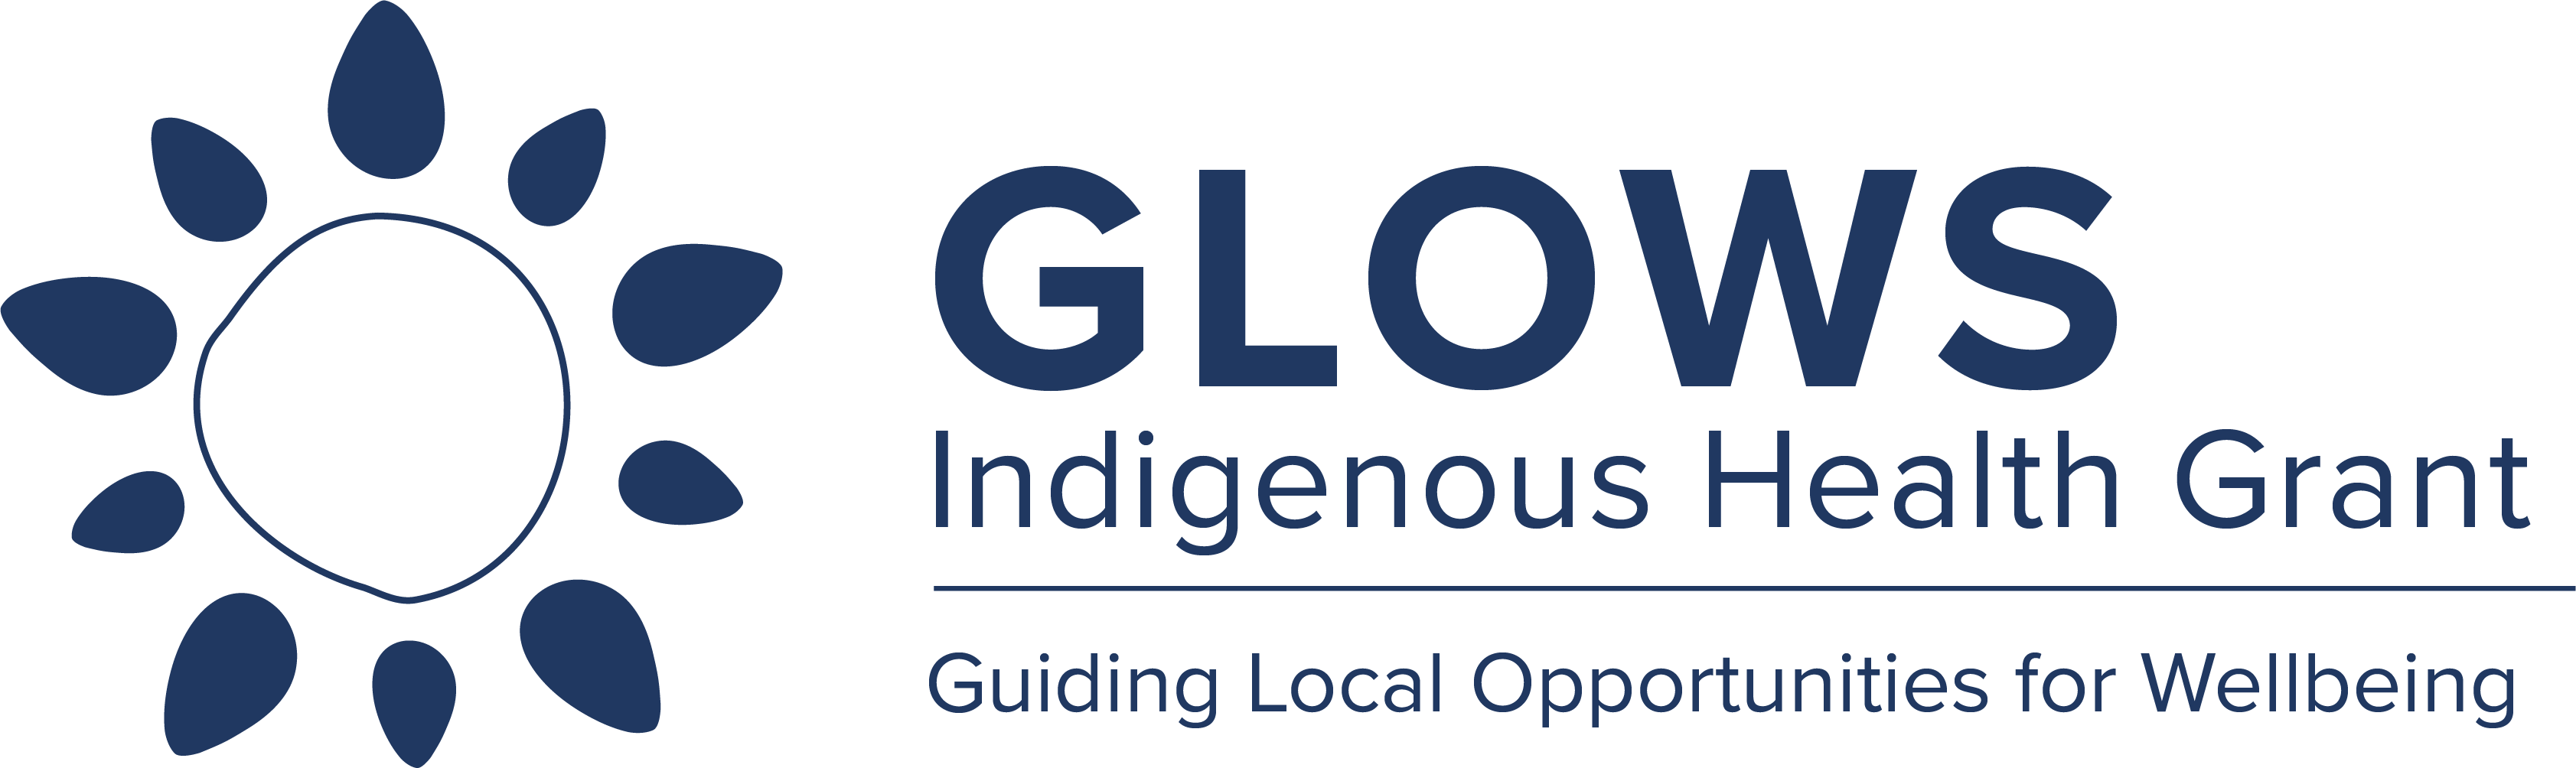 GLOWS
Indigenous Health Grant
Guiding Local Opportunities for Wellbeing